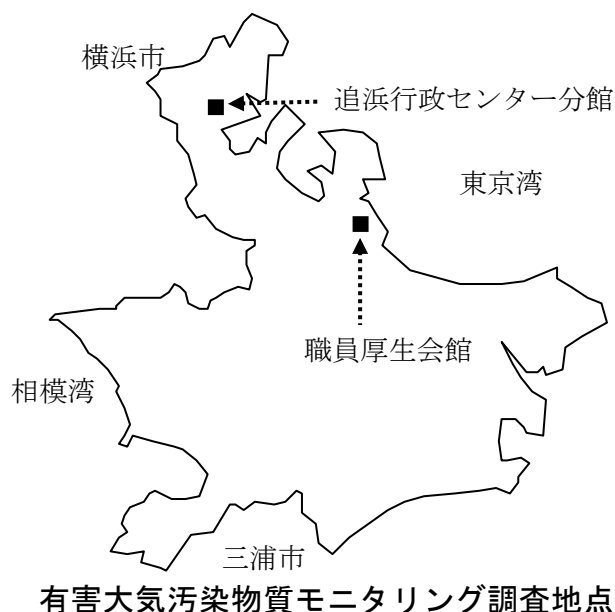 横浜市
追浜行政センター分館
東京湾
職員厚生会館
相模湾
三浦市
有害大気汚染物質モニタリング調査地点